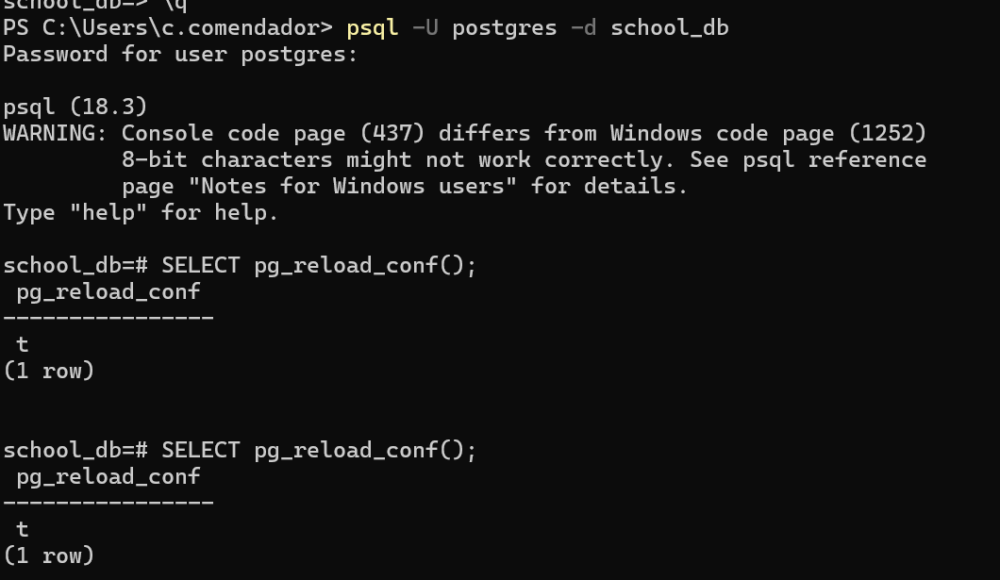 school_db=> \q
PS C:\Users\c.comendador> psql -U postgres -d school_db
Password for user postgres:

psql (18.3)
WARNING: Console code page (437) differs from Windows code page (1252)
         8-bit characters might not work correctly. See psql reference
         page "Notes for Windows users" for details.
Type "help" for help.

school_db=# SELECT pg_reload_conf();
 pg_reload_conf
----------------
 t
(1 row)


school_db=# SELECT pg_reload_conf();
 pg_reload_conf
----------------
 t
(1 row)